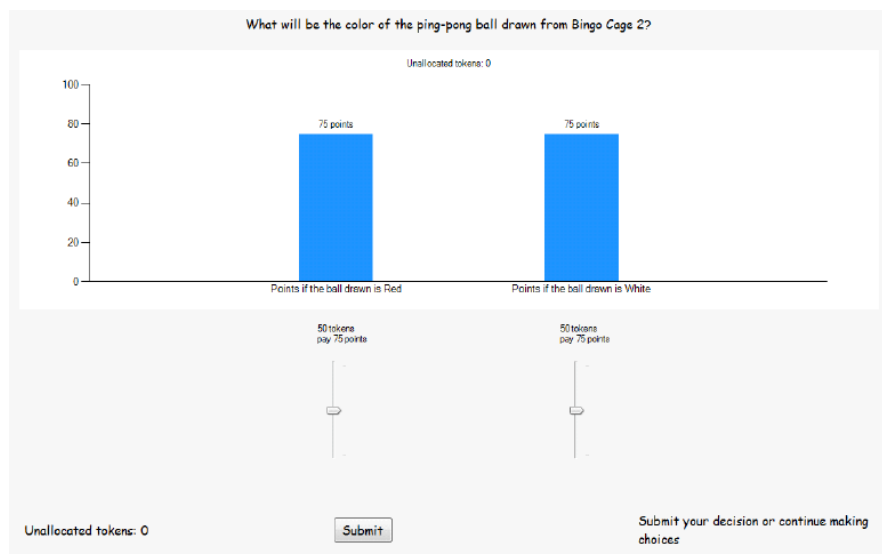 What will be the color of the ping-pong ball drawn from Bingo Cage 2?
Unallocated tokens: 0
100
80
60
40
20
0
75 points
75 points
Points if the ball drawn is Red
Points if the ball drawn is White
50 tokens
pay 75 points
50 tokens
pay 75 points
Unallocated tokens: 0
Submit
Submit your decision or continue making
choices